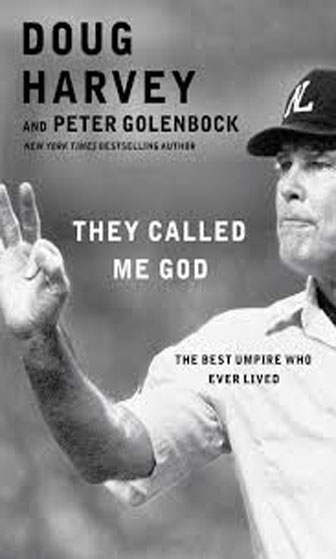 DOUG
HARVEY
AND PETER GOLENBOCK
NEW YORK TIMES BESTSELLING AUTHOR
NL
THEY CALLED
ME GOD
THE BEST UMPIRE WHO
EVER LIVED